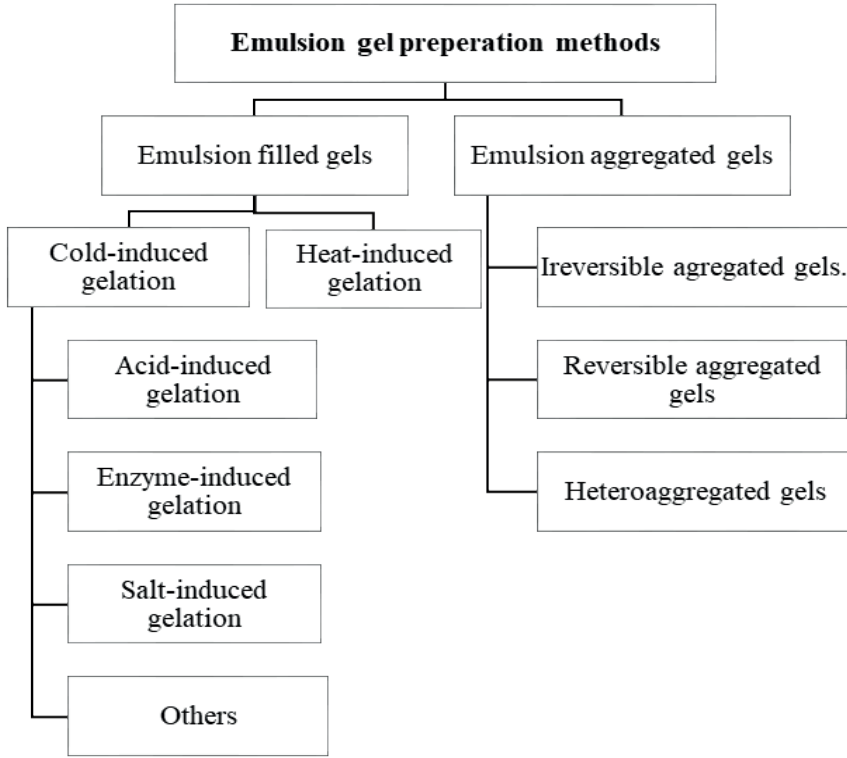 Emulsion gel preperation methods
Emulsion filled gels
Emulsion aggregated gels
Cold-induced
gelation
Heat-induced
gelation
Ireversible agregated gels.
Acid-induced
gelation
Reversible aggregated
gels
Enzyme-induced
gelation
Heteroaggregated gels
Salt-induced
gelation
Others